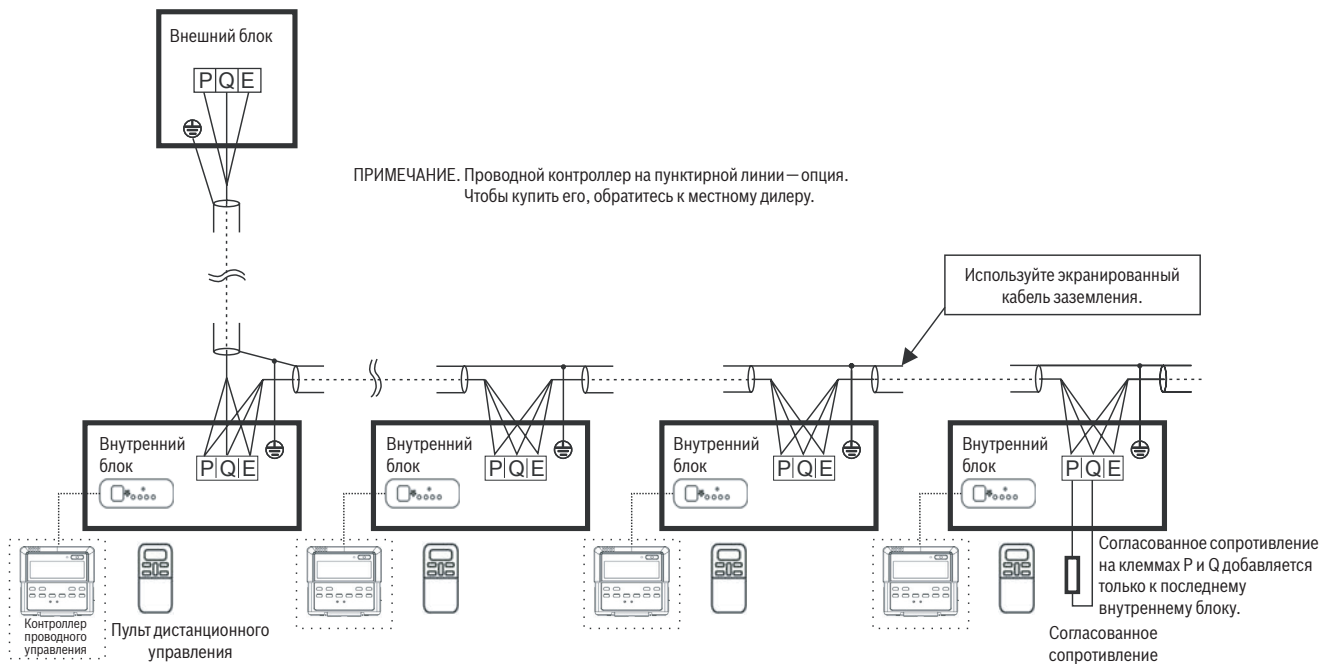 Внешний блок
P Q E
ПРИМЕЧАНИЕ. Проводной контроллер на пунктирной линии — опция.
Чтобы купить его, обратитесь к местному дилеру.
Используйте экранированный
кабель заземления.
Внутренний
блок
P Q E
Внутренний
блок
P Q E
Внутренний
блок
P Q E
Внутренний
блок
P Q E
Контроллер
проводного
управления
Пульт дистанционного
управления
Согласованное сопротивление
на клеммах P и Q добавляется
только к последнему
внутреннему блоку.
Согласованное
сопротивление